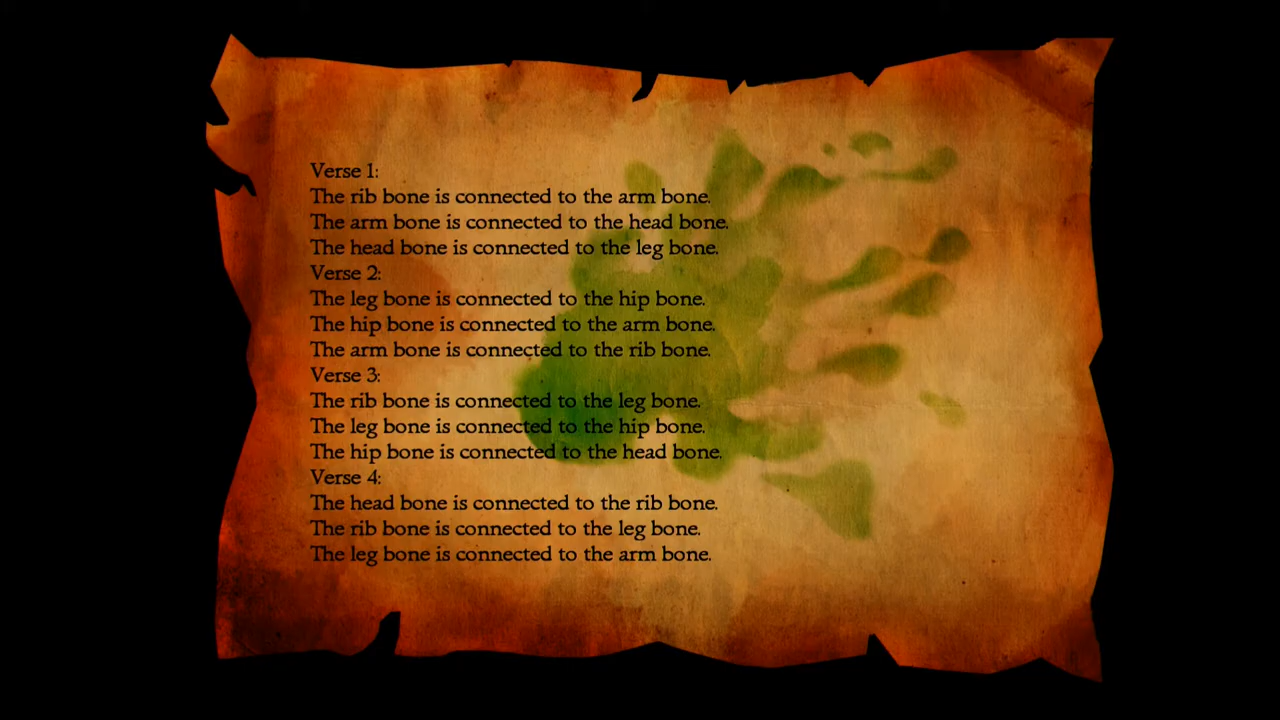 Verse 1:
The rib bone is connected to the arm bone.
The arm bone is connected to the head bone.
The head bone is connected to the leg bone.
Verse 2:
The leg bone is connected to the hip bone.
The hip bone is connected to the arm bone.
The arm bone is connected to the rib bone.
Verse 3:
The rib bone is connected to the leg bone.
The leg bone is connected to the hip bone.
The hip bone is connected to the head bone.
Verse 4:
The head bone is connected to the rib bone.
The rib bone is connected to the leg bone.
The leg bone is connected to the arm bone.